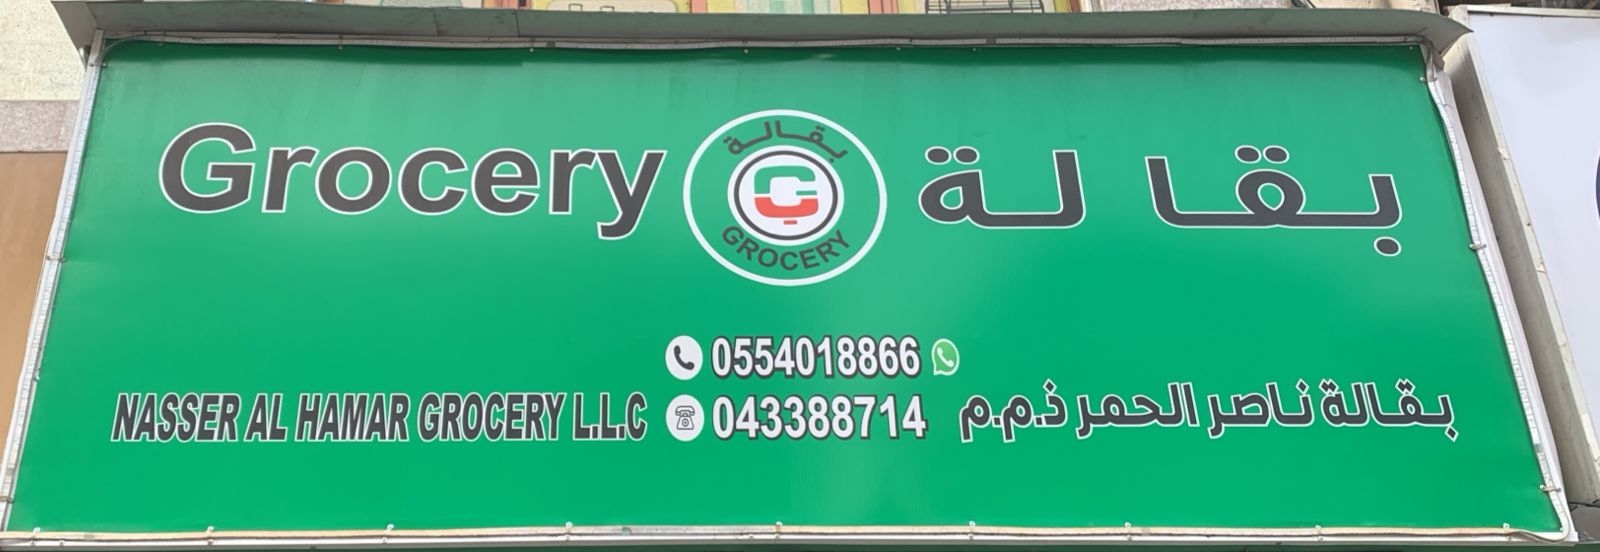 Grocery
بقالة
GROCERY
بقالة
0554018866
NASSER AL HAMAR GROCERY L.L.C
043388714
بقالة ناصر الحمر ذ.م.م